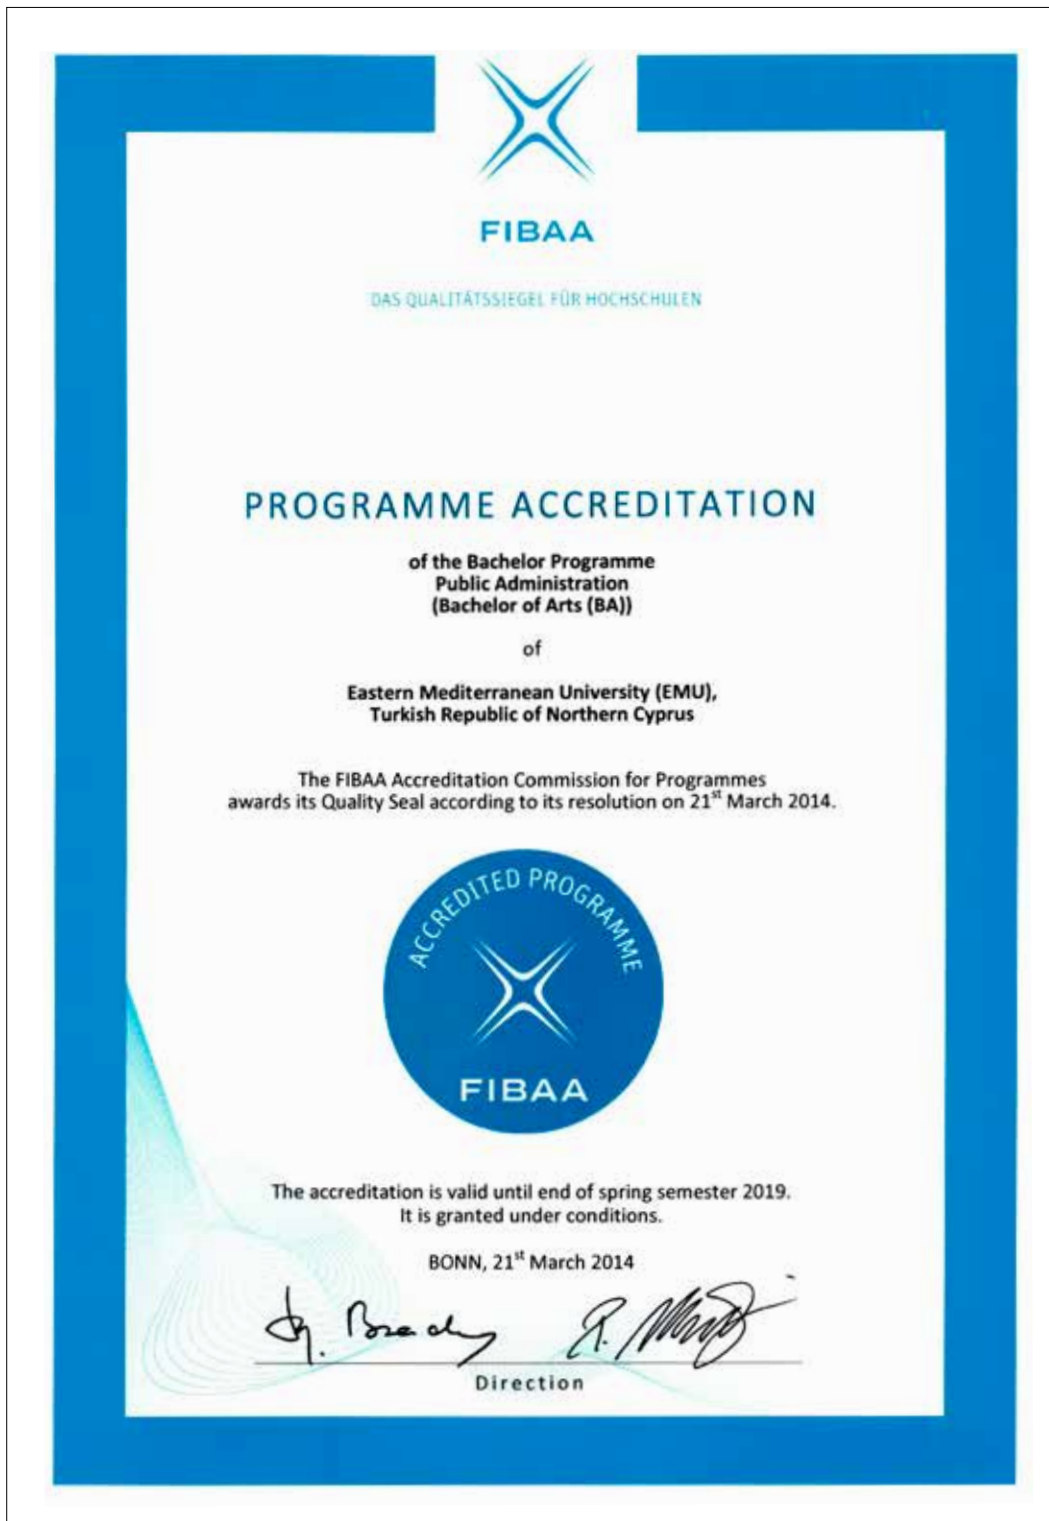 FIBAA
DAS QUALITÄTSSIEGEL FÜR HOCHSCHULEN
PROGRAMME ACCREDITATION
of the Bachelor Programme
Public Administration
(Bachelor of Arts (BA))
of
Eastern Mediterranean University (EMU),
Turkish Republic of Northern Cyprus
The FIBAA Accreditation Commission for Programmes
awards its Quality Seal according to its resolution on 21st March 2014.
ACCREDITED PROGRAMME
FIBAA
The accreditation is valid until end of spring semester 2019.
It is granted under conditions.
BONN, 21st March 2014
Direction